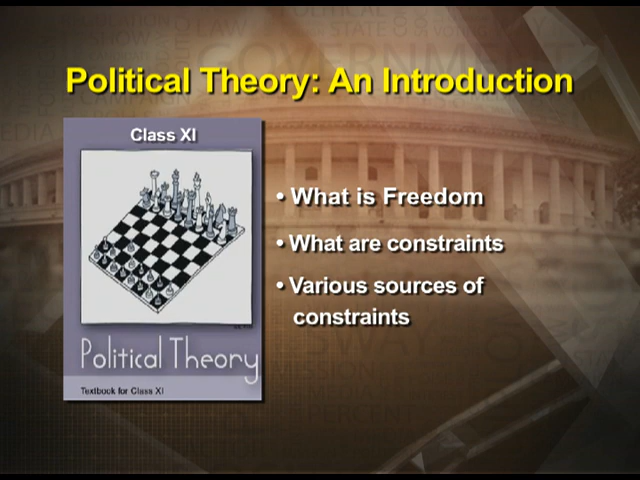 Political Theory: An Introduction
Class XI
• What is Freedom
• What are constraints
• Various sources of
constraints
Political Theory
Textbook for Class XI
GOVERNMENT